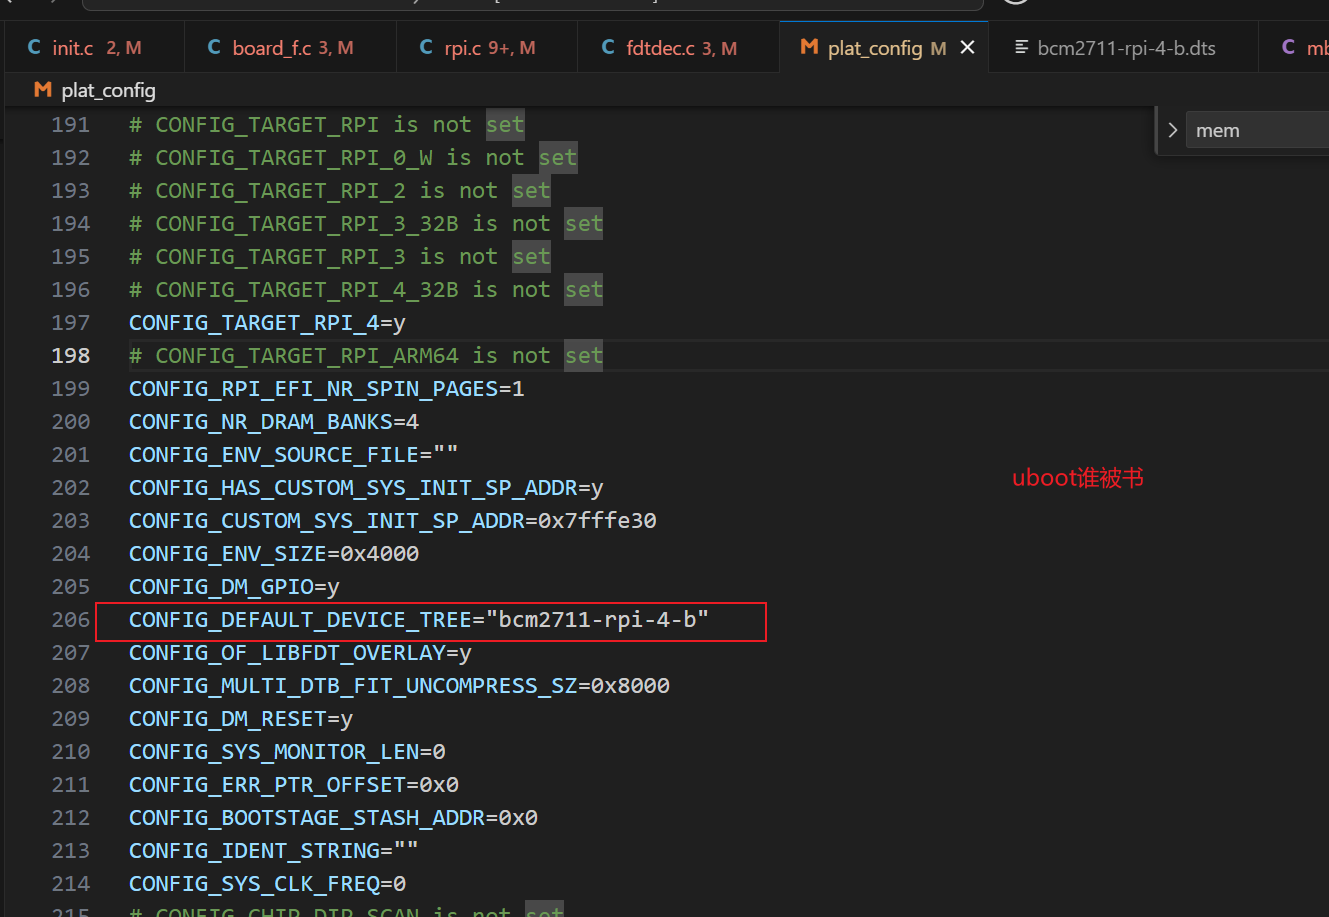 C init.c 2, M C board_f.c 3, M C rpi.c 9+, M C fdtdec.c 3, M M plat_config M × bcm2711-rpi-4-b.dts C
M plat_config
> mem
191 # CONFIG_TARGET_RPI is not set
192 # CONFIG_TARGET_RPI_0_W is not set
193 # CONFIG_TARGET_RPI_2 is not set
194 # CONFIG_TARGET_RPI_3_32B is not set
195 # CONFIG_TARGET_RPI_3 is not set
196 # CONFIG_TARGET_RPI_4_32B is not set
197 CONFIG_TARGET_RPI_4=y
198 # CONFIG_TARGET_RPI_ARM64 is not set
199 CONFIG_RPI_EFI_NR_SPIN_PAGES=1
200 CONFIG_NR_DRAM_BANKS=4
201 CONFIG_ENV_SOURCE_FILE=""
uboot谁被书
202 CONFIG_HAS_CUSTOM_SYS_INIT_SP_ADDR=y
203 CONFIG_CUSTOM_SYS_INIT_SP_ADDR=0x7fffe30
204 CONFIG_ENV_SIZE=0x4000
205 CONFIG_DM_GPIO=y
206 CONFIG_DEFAULT_DEVICE_TREE="bcm2711-rpi-4-b"
207 CONFIG_OF_LIBFDT_OVERLAY=y
208 CONFIG_MULTI_DTB_FIT_UNCOMPRESS_SZ=0x8000
209 CONFIG_DM_RESET=y
210 CONFIG_SYS_MONITOR_LEN=0
211 CONFIG_ERR_PTR_OFFSET=0x0
212 CONFIG_BOOTSTAGE_STASH_ADDR=0x0
213 CONFIG_IDENT_STRING=""
214 CONFIG_SYS_CLK_FREQ=0
215 # CONFIG_CHIP_DIP_SCAN is not set